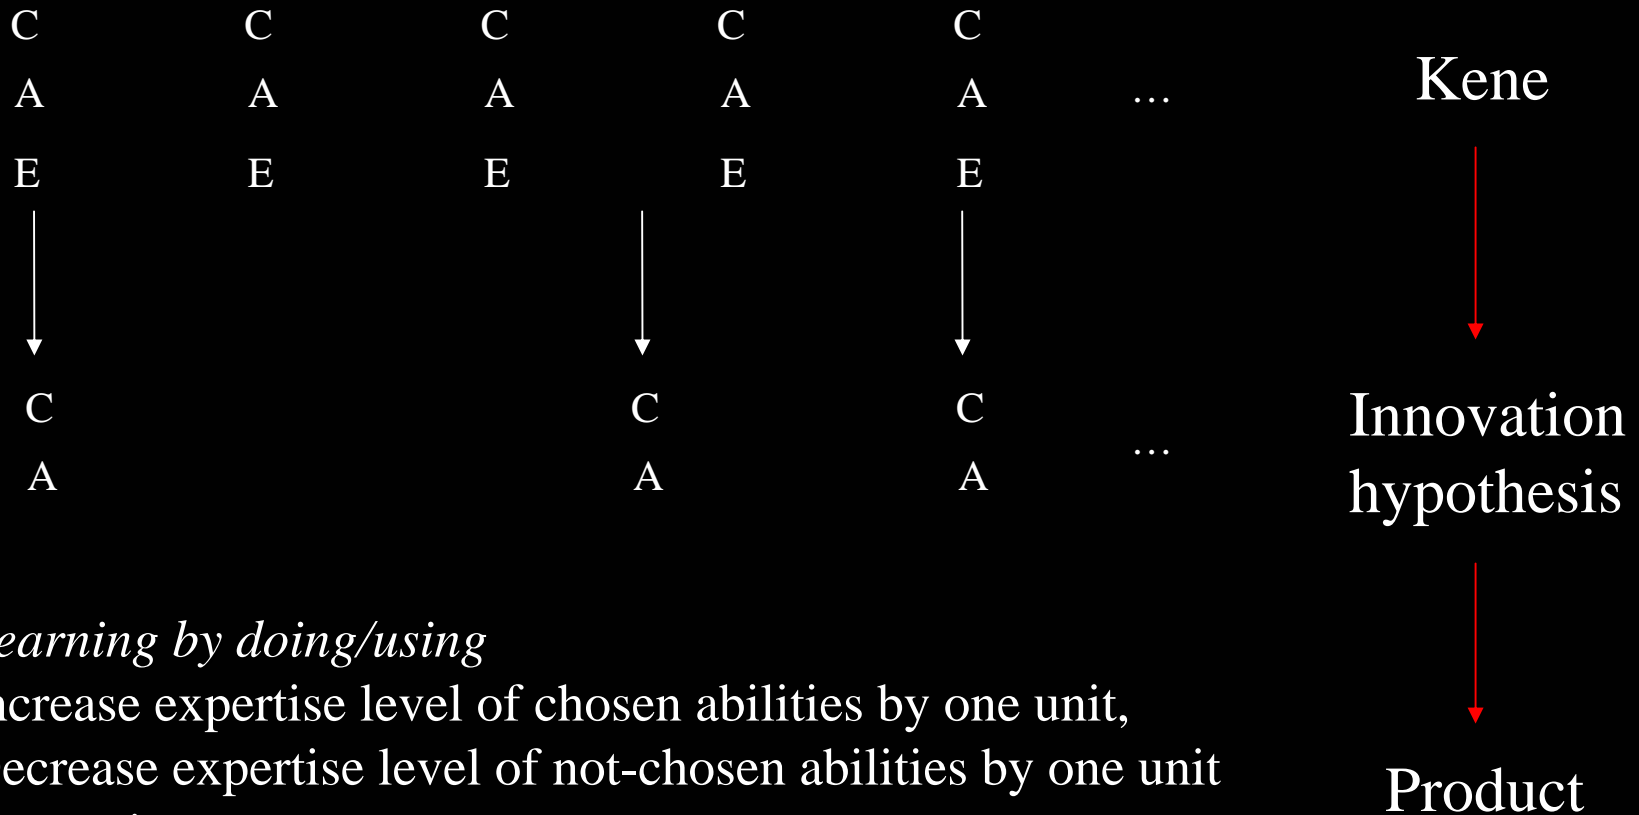 C C C C C
A A A A A … Kene
E E E E E
C C C
A A A … Innovation
hypothesis
earning by doing/using
ncrease expertise level of chosen abilities by one unit,
ecrease expertise level of not-chosen abilities by one unit
Product